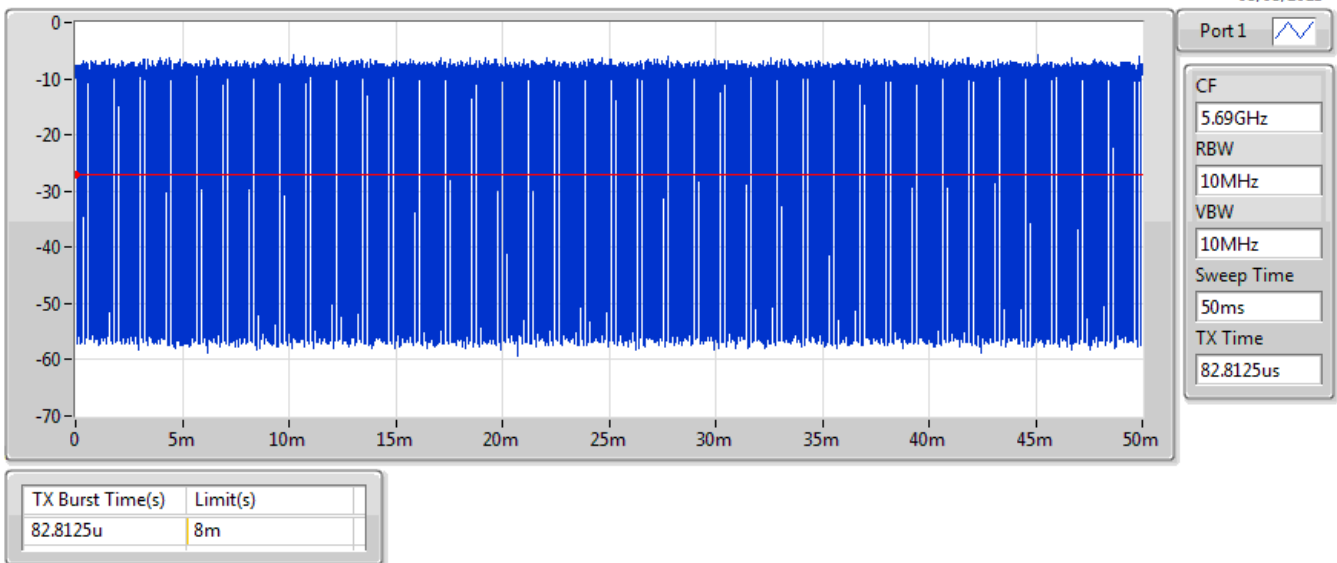 Port 1
0
-10
-20
-30
-40
-50
-60
-70
0 5m 10m 15m 20m 25m 30m 35m 40m 45m 50m
CF
5.69GHz
RBW
10MHz
VBW
10MHz
Sweep Time
50ms
TX Time
82.8125us
TX Burst Time(s) Limit(s)
82.8125u 8m